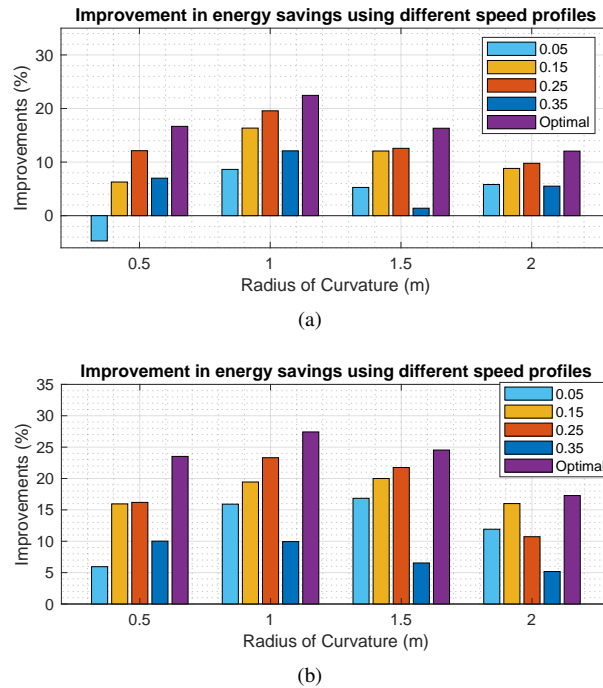 Improvement in energy savings using different speed profiles
30
20
10
0
Improvements (%)
0.05
0.15
0.25
0.35
Optimal
0.5 1 1.5 2
Radius of Curvature (m)
(a)
Improvement in energy savings using different speed profiles
35
30
25
20
15
10
5
0
Improvements (%)
0.05
0.15
0.25
0.35
Optimal
0.5 1 1.5 2
Radius of Curvature (m)
(b)